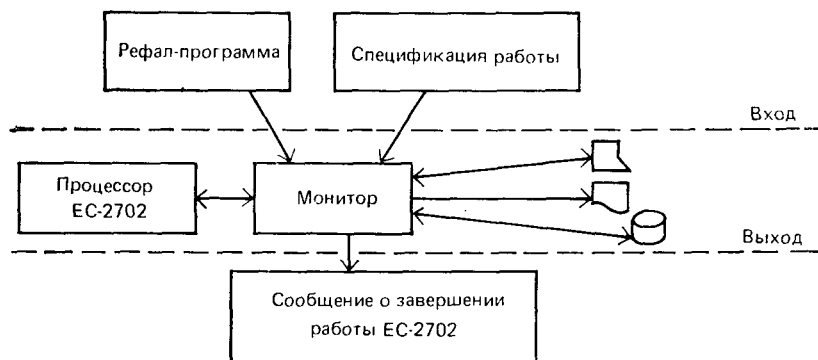 Рефал-программа
Спецификация работы
Вход
Процессор
ЕС-2702
Монитор
Выход
Сообщение о завершении
работы ЕС-2702